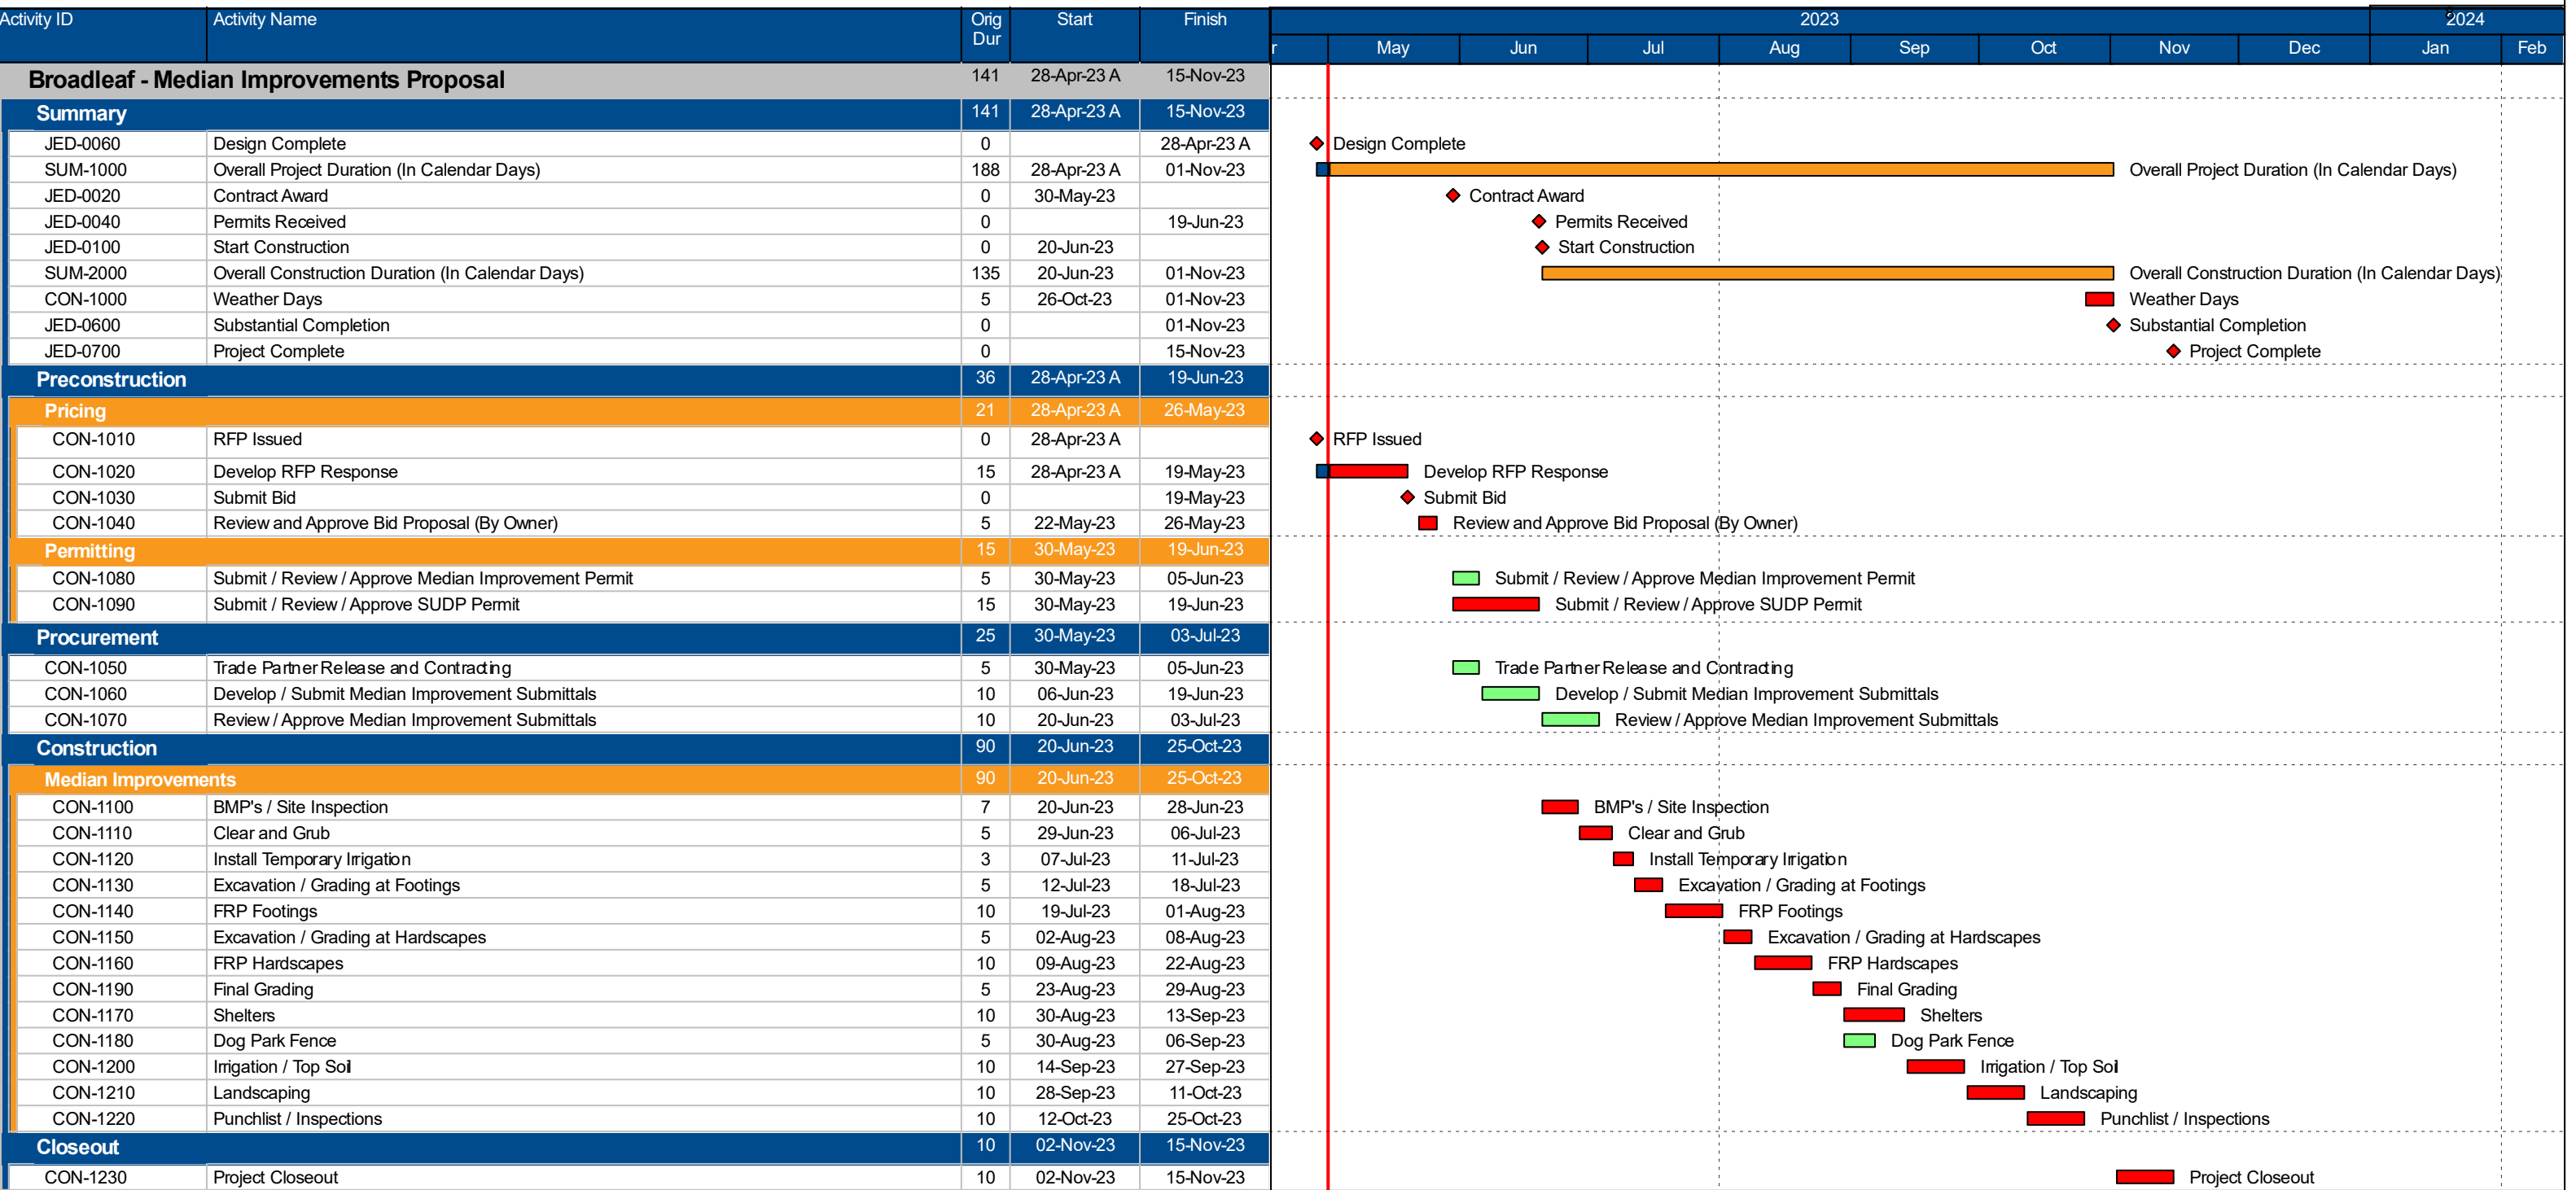 Activity ID Activity Name Orig Dur Start Finish 2023 2024
r May Jun Jul Aug Sep Oct Nov Dec Jan Feb
Broadleaf - Median Improvements Proposal 141 28-Apr-23 A 15-Nov-23
Summary 141 28-Apr-23 A 15-Nov-23
JED-0060 Design Complete 0 28-Apr-23 A Design Complete
SUM-1000 Overall Project Duration (In Calendar Days) 188 28-Apr-23 A 01-Nov-23 Overall Project Duration (In Calendar Days)
JED-0020 Contract Award 0 30-May-23 Contract Award
JED-0040 Permits Received 0 19-Jun-23 Permits Received
JED-0100 Start Construction 0 20-Jun-23 Start Construction
SUM-2000 Overall Construction Duration (In Calendar Days) 135 20-Jun-23 01-Nov-23 Overall Construction Duration (In Calendar Days)
CON-1000 Weather Days 5 26-Oct-23 01-Nov-23 Weather Days
JED-0600 Substantial Completion 0 01-Nov-23 Substantial Completion
JED-0700 Project Complete 0 15-Nov-23 Project Complete
Preconstruction 36 28-Apr-23 A 19-Jun-23
Pricing 21 28-Apr-23 A 26-May-23
CON-1010 RFP Issued 0 28-Apr-23 A RFP Issued
CON-1020 Develop RFP Response 15 28-Apr-23 A 19-May-23 Develop RFP Response
CON-1030 Submit Bid 0 19-May-23 Submit Bid
CON-1040 Review and Approve Bid Proposal (By Owner) 5 22-May-23 26-May-23 Review and Approve Bid Proposal (By Owner)
Permitting 15 30-May-23 19-Jun-23
CON-1080 Submit / Review / Approve Median Improvement Permit 5 30-May-23 05-Jun-23 Submit / Review / Approve Median Improvement Permit
CON-1090 Submit / Review / Approve SUDP Permit 15 30-May-23 19-Jun-23 Submit / Review / Approve SUDP Permit
Procurement 25 30-May-23 03-Jul-23
CON-1050 Trade Partner Release and Contracting 5 30-May-23 05-Jun-23 Trade Partner Release and Contracting
CON-1060 Develop / Submit Median Improvement Submittals 10 06-Jun-23 19-Jun-23 Develop / Submit Median Improvement Submittals
CON-1070 Review / Approve Median Improvement Submittals 10 20-Jun-23 03-Jul-23 Review / Approve Median Improvement Submittals
Construction 90 20-Jun-23 25-Oct-23
Median Improvements 90 20-Jun-23 25-Oct-23
CON-1100 BMP's / Site Inspection 7 20-Jun-23 28-Jun-23 BMP's / Site Inspection
CON-1110 Clear and Grub 5 29-Jun-23 06-Jul-23 Clear and Grub
CON-1120 Install Temporary Irrigation 3 07-Jul-23 11-Jul-23 Install Temporary Irrigation
CON-1130 Excavation / Grading at Footings 5 12-Jul-23 18-Jul-23 Excavation / Grading at Footings
CON-1140 FRP Footings 10 19-Jul-23 01-Aug-23 FRP Footings
CON-1150 Excavation / Grading at Hardscapes 5 02-Aug-23 08-Aug-23 Excavation / Grading at Hardscapes
CON-1160 FRP Hardscapes 10 09-Aug-23 22-Aug-23 FRP Hardscapes
CON-1190 Final Grading 5 23-Aug-23 29-Aug-23 Final Grading
CON-1170 Shelters 10 30-Aug-23 13-Sep-23 Shelters
CON-1180 Dog Park Fence 5 30-Aug-23 06-Sep-23 Dog Park Fence
CON-1200 Irrigation / Top Soil 10 14-Sep-23 27-Sep-23 Irrigation / Top Soil
CON-1210 Landscaping 10 28-Sep-23 11-Oct-23 Landscaping
CON-1220 Punchlist / Inspections 10 12-Oct-23 25-Oct-23 Punchlist / Inspections
Closeout 10 02-Nov-23 15-Nov-23
CON-1230 Project Closeout 10 02-Nov-23 15-Nov-23 Project Closeout